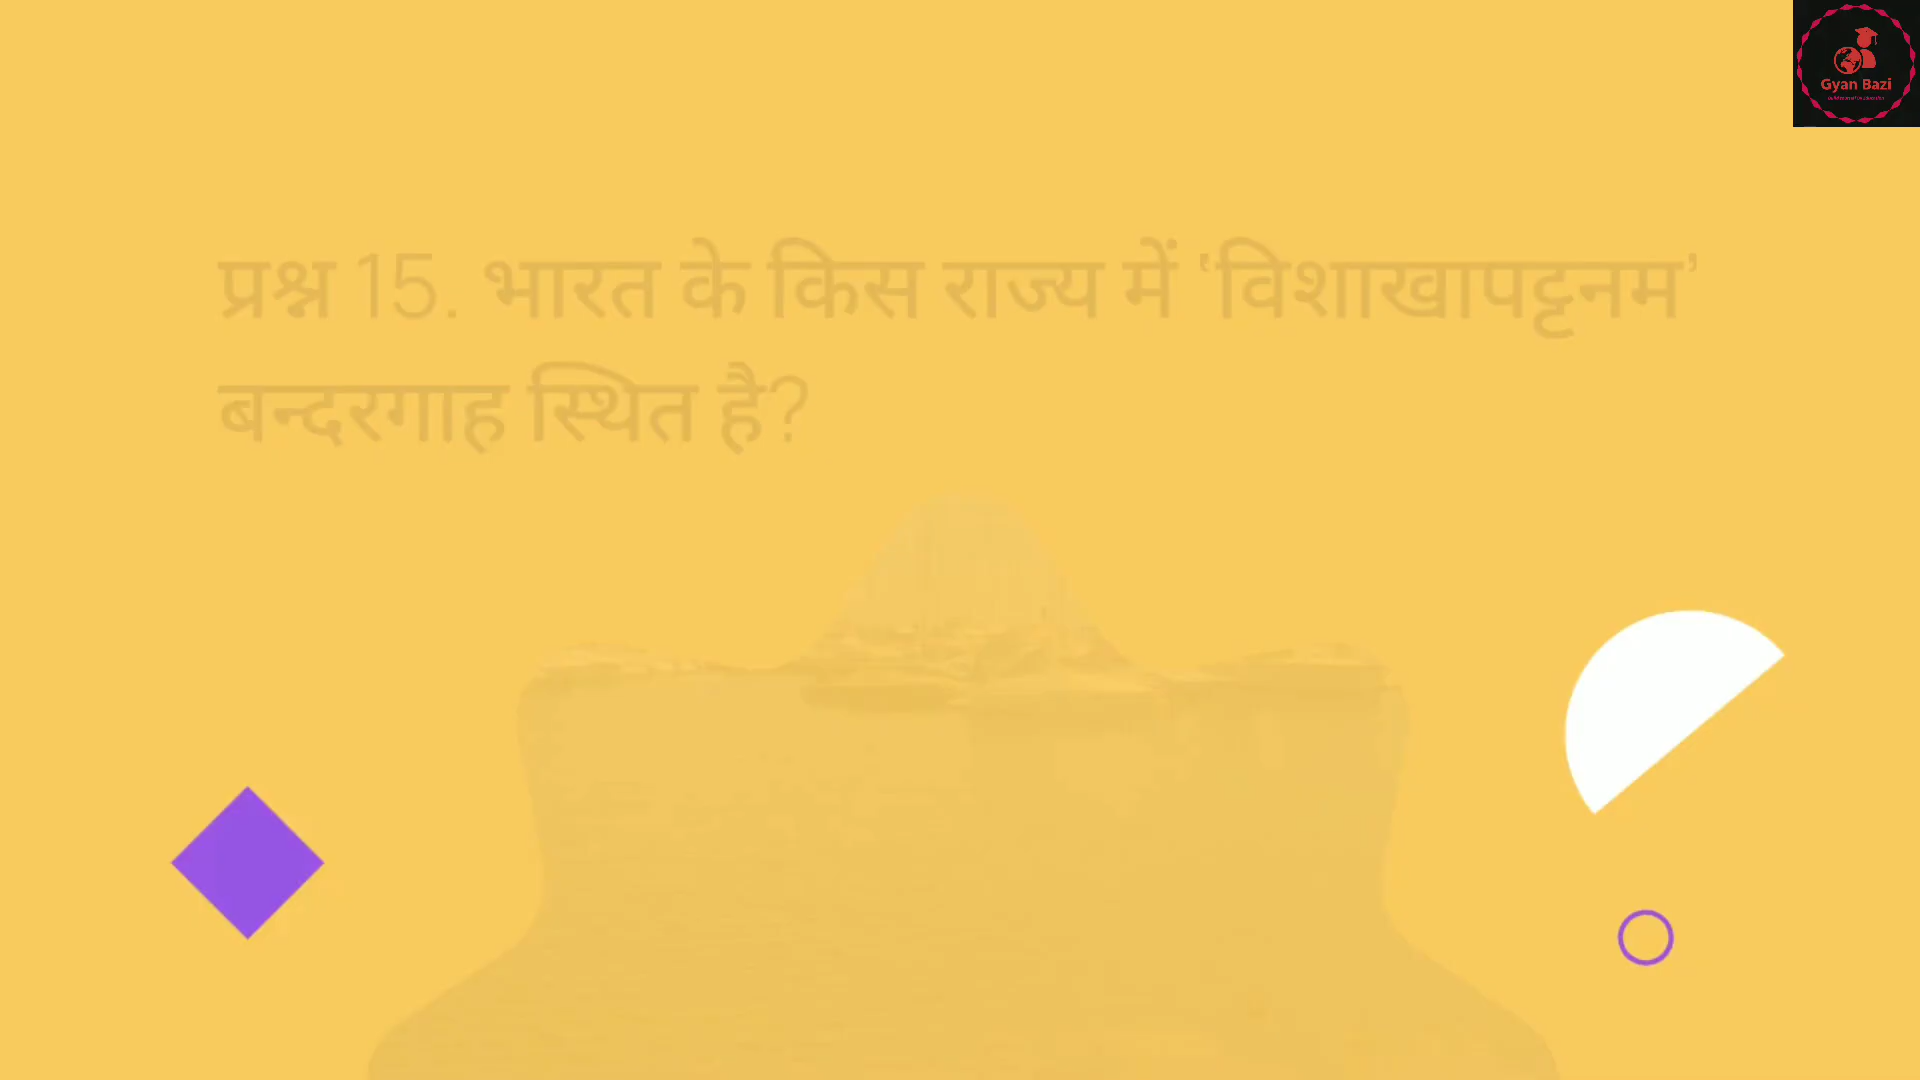 Gyan Bazi
प्रश्न 15. भारत के किस राज्य में 'विशाखापट्टनम'
बन्दरगाह स्थित है?